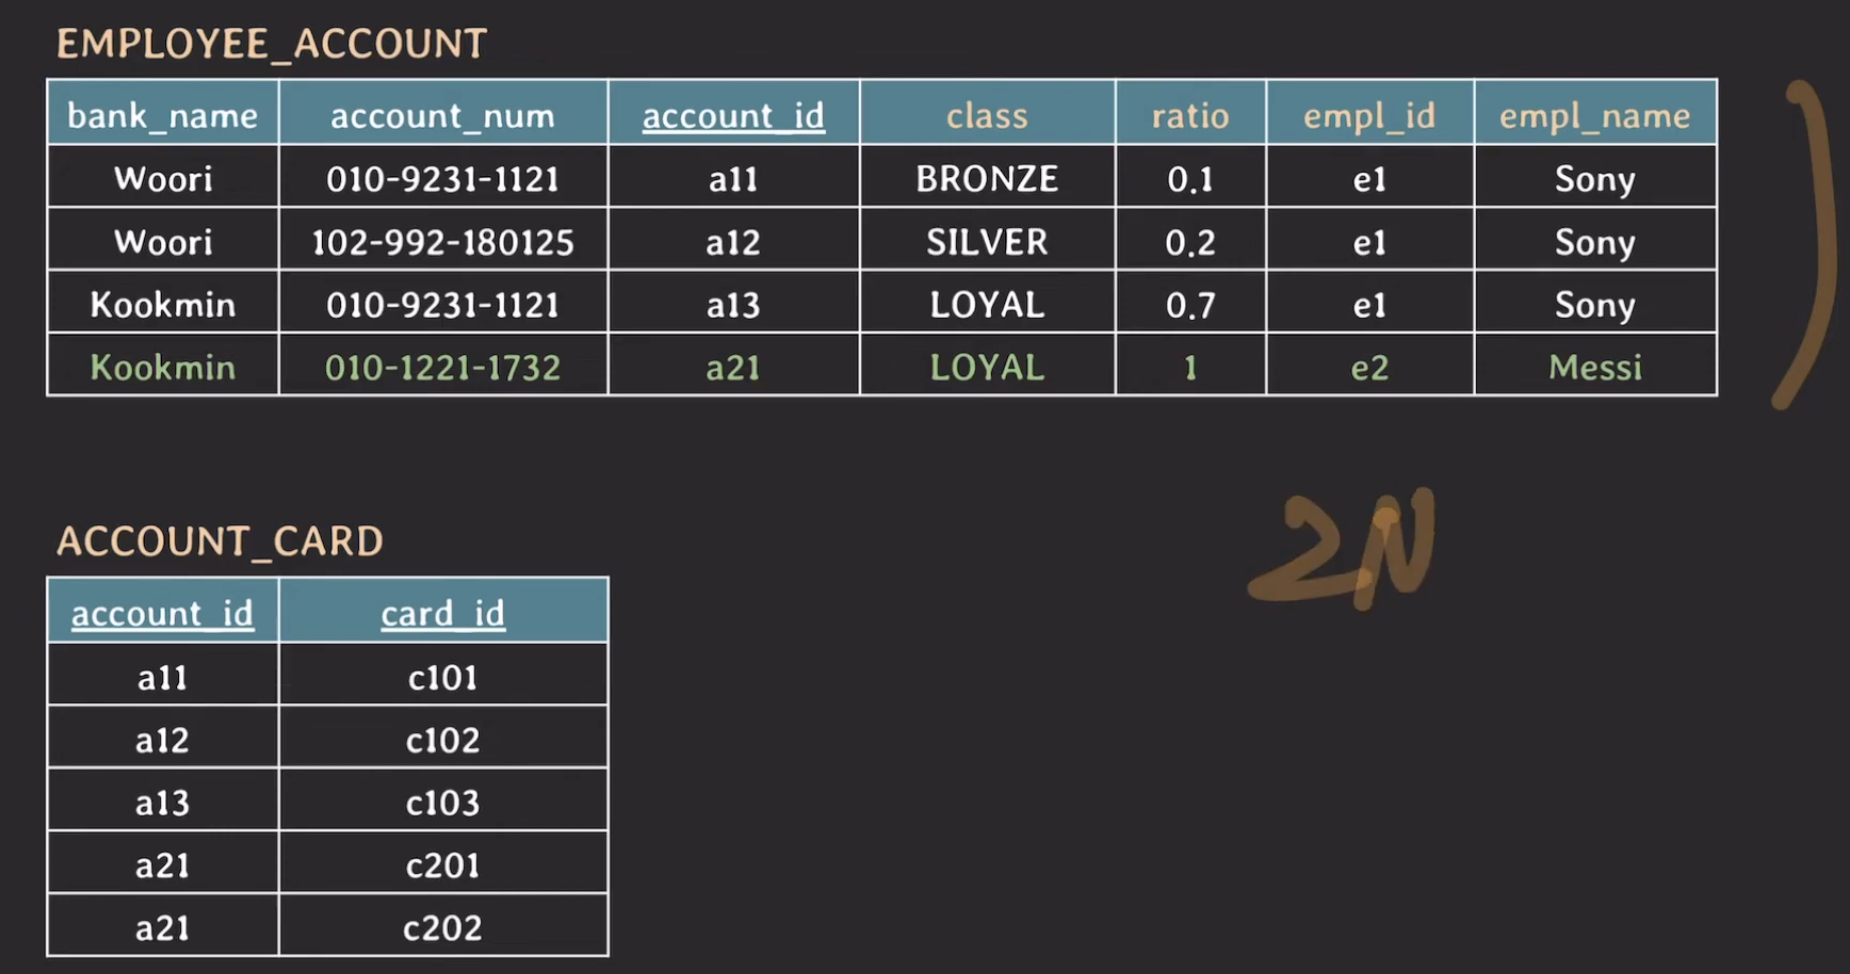 EMPLOYEE_ACCOUNT
bank_name account_num account_id class ratio empl_id empl_name
Woori 010-9231-1121 a11 BRONZE 0.1 e1 Sony
Woori 102-992-180125 a12 SILVER 0.2 e1 Sony
Kookmin 010-9231-1121 a13 LOYAL 0.7 e1 Sony
Kookmin 010-1221-1732 a21 LOYAL 1 e2 Messi
2N
ACCOUNT_CARD
account_id card_id
a11 c101
a12 c102
a13 c103
a21 c201
a21 c202